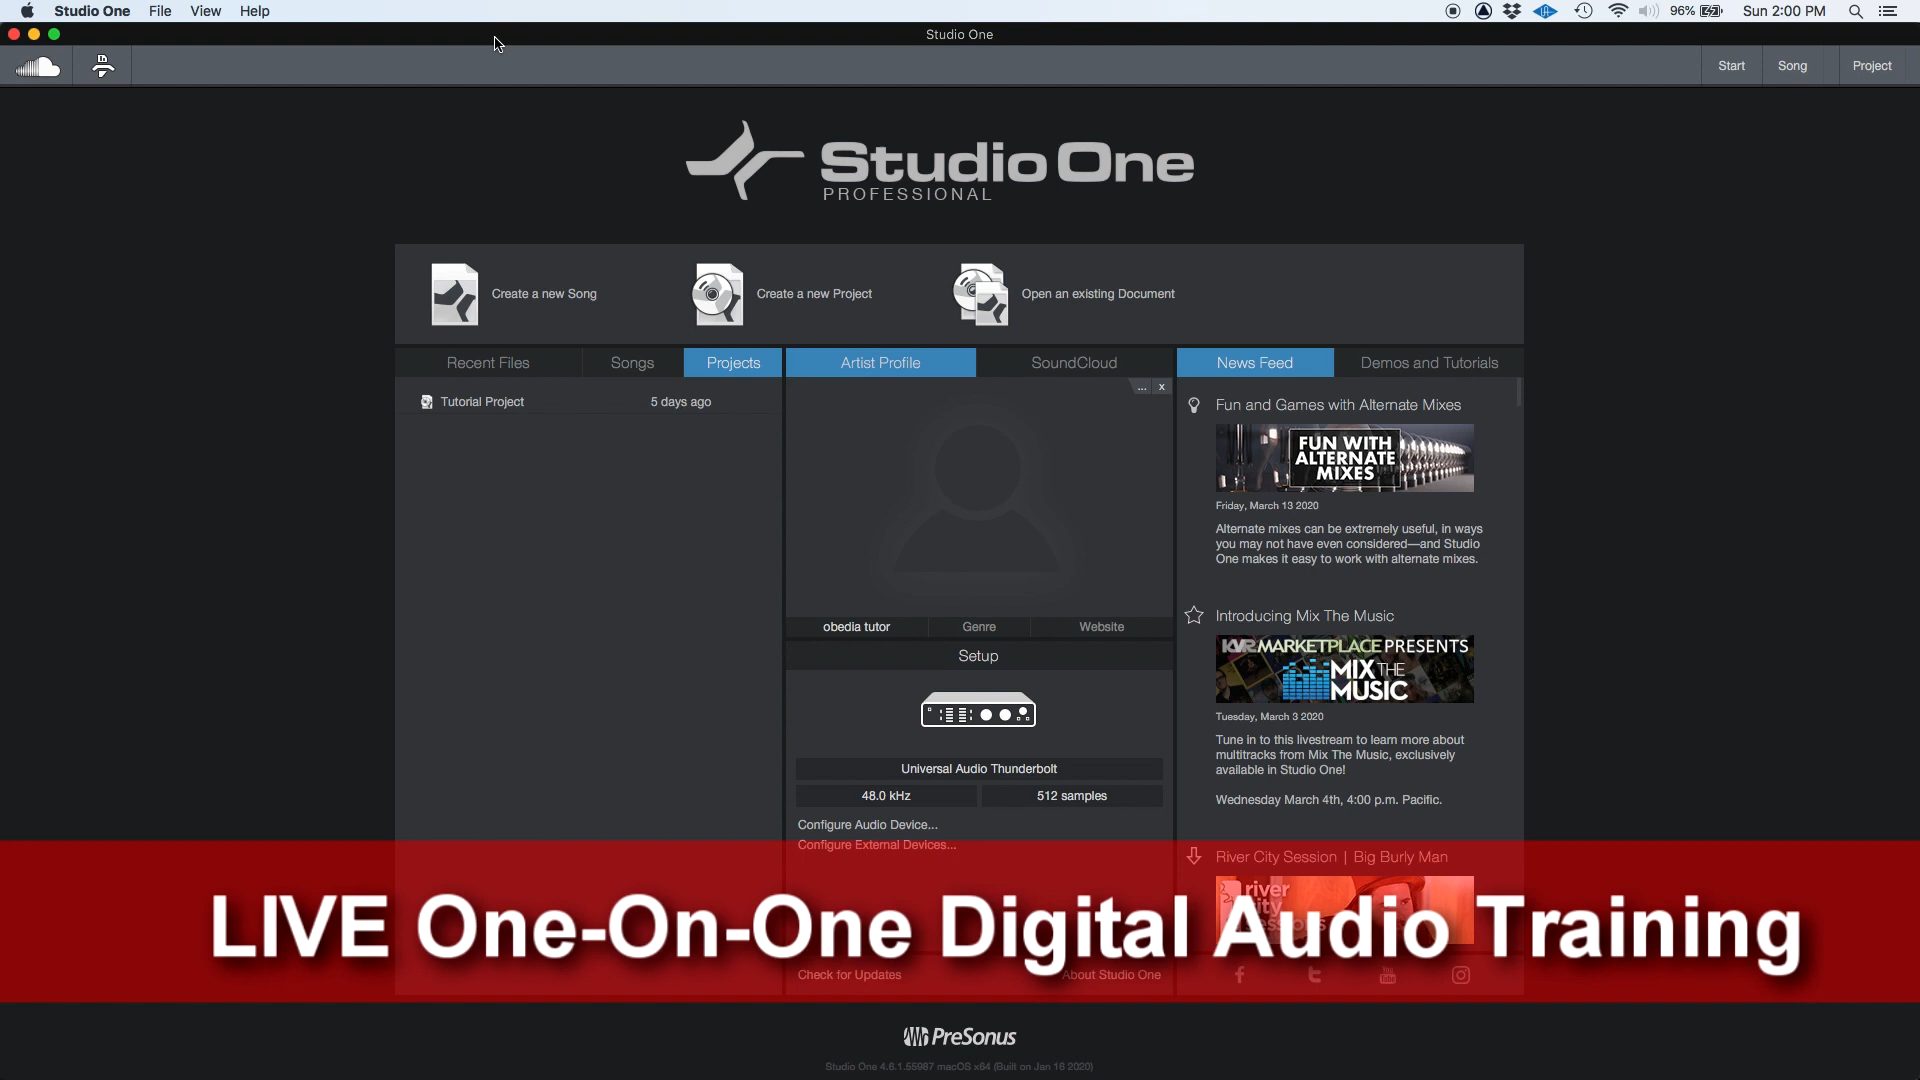 Studio One File View Help
96% Sun 2:00 PM
Studio One
Start Song Project
Studio One
PROFESSIONAL
Create a new Song
Create a new Project
Open an existing Document
Recent Files Songs Projects
Tutorial Project 5 days ago
Artist Profile SoundCloud
... x
obedia tutor Genre Website
Setup
Universal Audio Thunderbolt
48.0 kHz 512 samples
Configure Audio Device...
Configure External Devices...
Check for Updates About Studio One
News Feed Demos and Tutorials
Fun and Games with Alternate Mixes
FUN WITH
ALTERNATE
MIXES
Friday, March 13 2020
Alternate mixes can be extremely useful, in ways
you may not have even considered—and Studio
One makes it easy to work with alternate mixes.
Introducing Mix The Music
KVR MARKETPLACE PRESENTS
MIX THE
MUSIC
Tuesday, March 3 2020
Tune in to this livestream to learn more about
multitracks from Mix The Music, exclusively
available in Studio One!
Wednesday March 4th, 4:00 p.m. Pacific.
River City Session | Big Burly Man
river
city
sessions
LIVE One-On-One Digital Audio Training
PreSonus
Studio One 4.6.1.55987 macOS x64 (Built on Jan 16 2020)